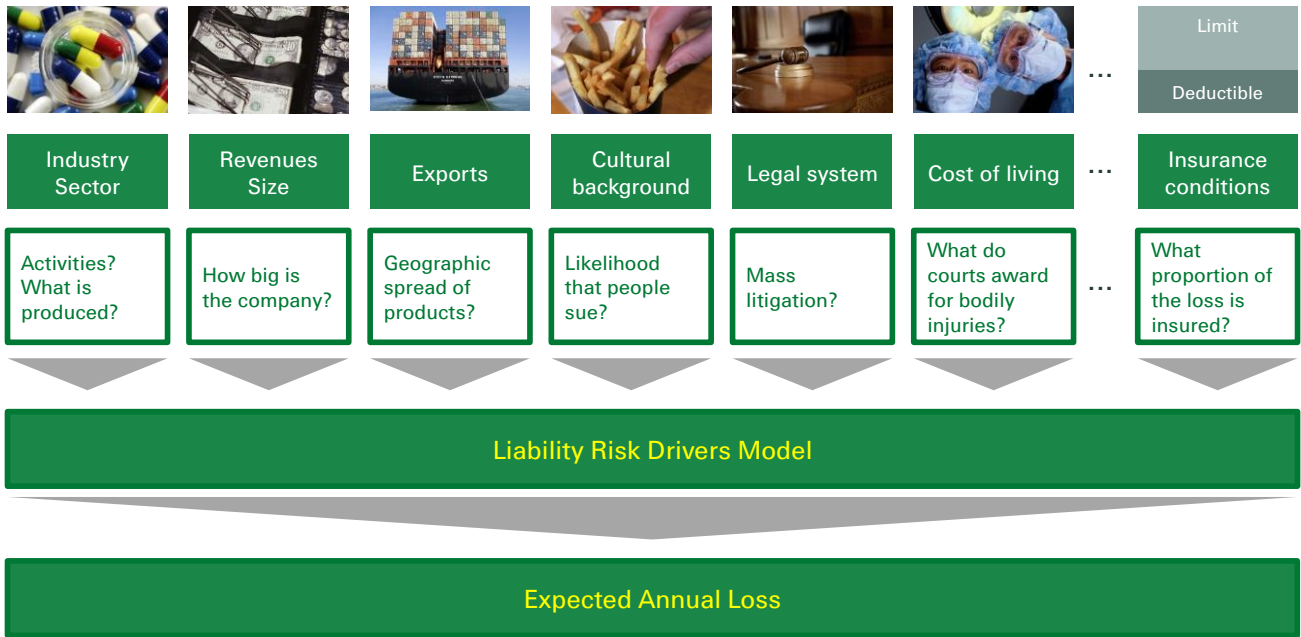 Limit
Deductible
...
Industry
Sector
Revenues
Size
Exports
Cultural
background
Legal system
Cost of living
...
Insurance
conditions
Activities?
What is
produced?
How big is
the company?
Geographic
spread of
products?
Likelihood
that people
sue?
Mass
litigation?
What do
courts award
for bodily
injuries?
...
What
proportion of
the loss is
insured?
Liability Risk Drivers Model
Expected Annual Loss